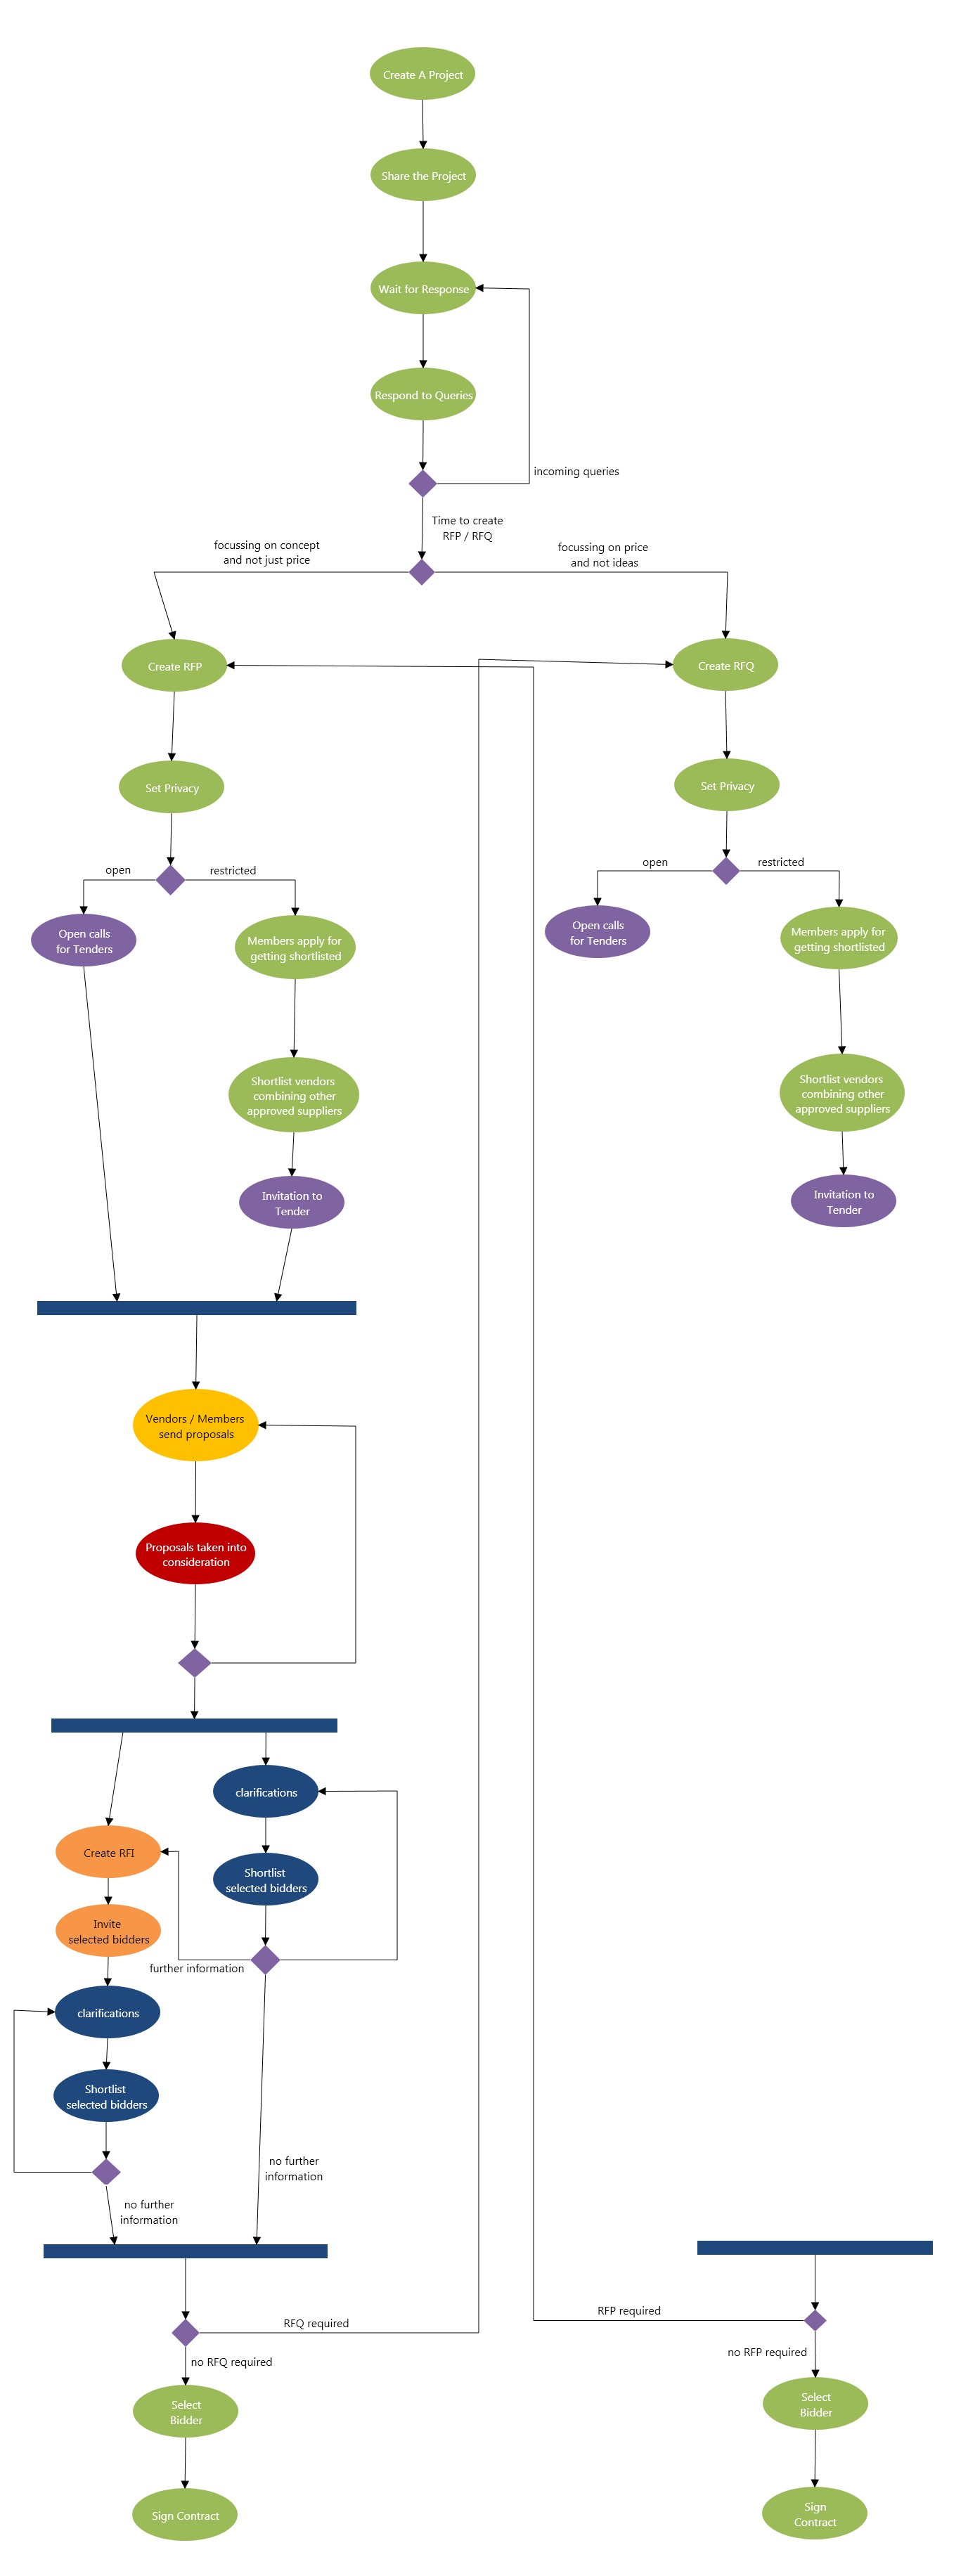 Create A Project
Share the Project
Wait for Response
Respond to Queries
incoming queries
Time to create
RFP / RFQ
focussing on concept
and not just price
focussing on price
and not ideas
Create RFP
Create RFQ
Set Privacy
Set Privacy
open
restricted
open
restricted
Open calls
for Tenders
Members apply for
getting shortlisted
Open calls
for Tenders
Members apply for
getting shortlisted
Shortlist vendors
combining other
approved suppliers
Shortlist vendors
combining other
approved suppliers
Invitation to
Tender
Invitation to
Tender
Vendors / Members
send proposals
Proposals taken into
consideration
clarifications
Create RFI
Shortlist
selected bidders
Invite
selected bidders
further information
clarifications
Shortlist
selected bidders
no further
information
no further
information
RFQ required
RFP required
no RFQ required
no RFP required
Select
Bidder
Select
Bidder
Sign Contract
Sign
Contract